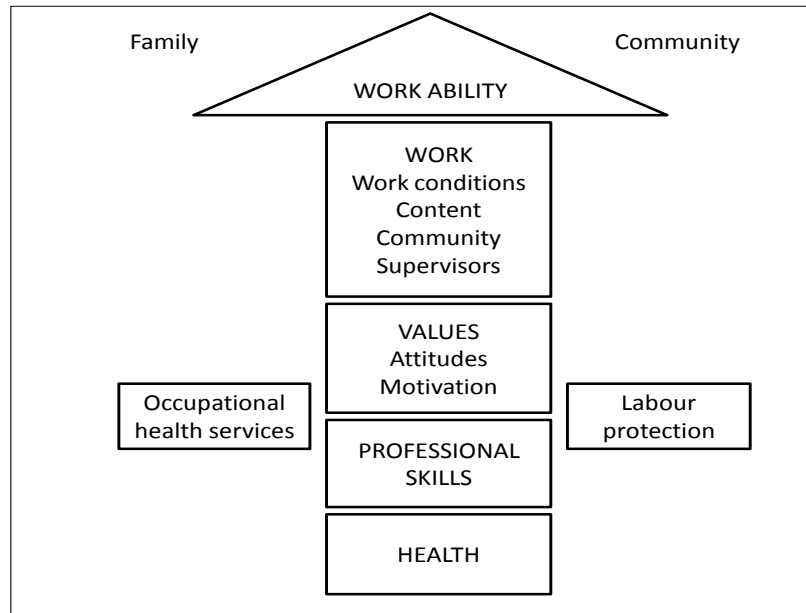 Family
Community
WORK ABILITY
WORK
Work conditions
Content
Community
Supervisors
VALUES
Attitudes
Motivation
Occupational
health services
Labour
protection
PROFESSIONAL
SKILLS
HEALTH